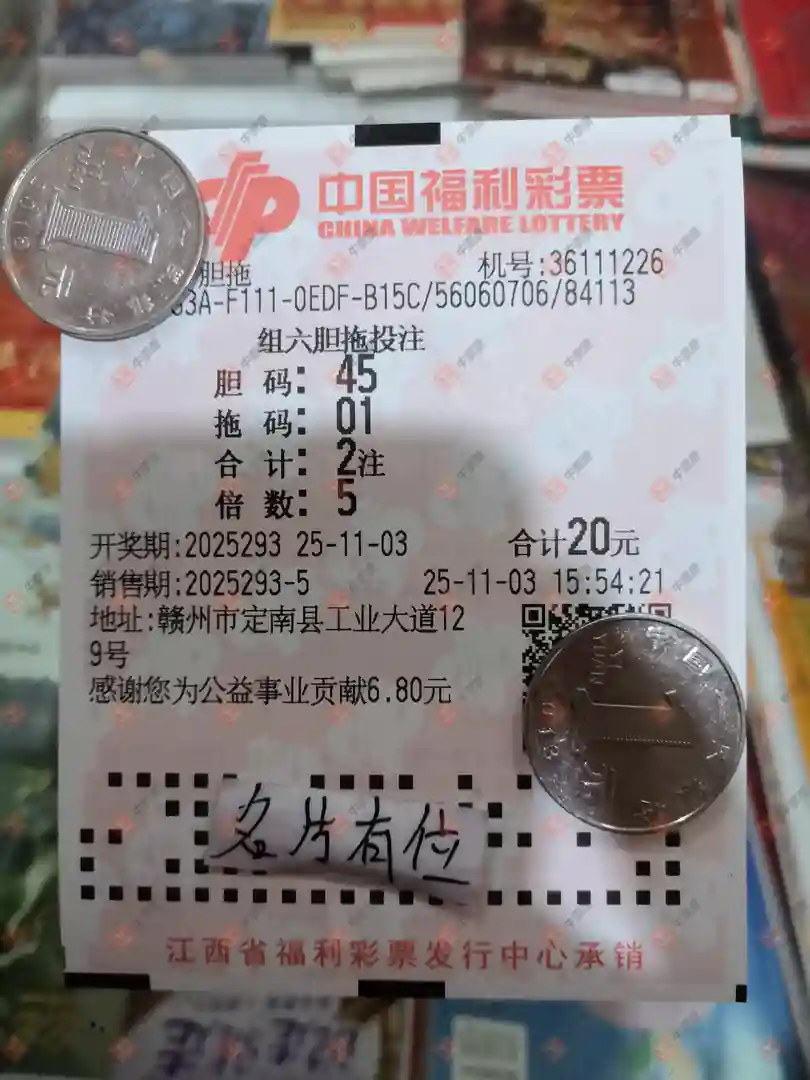 中国福利彩票
CHINA WELFARE LOTTERY
胆拖 机号:36111226
3A-F111-0EDF-B15C/56060706/84113
组六胆拖投注
胆 码: 45
拖 码: 01
合 计: 2注
倍 数: 5
开奖期:2025293 25-11-03 合计20元
销售期:2025293-5 25-11-03 15:54:21
地址:赣州市定南县工业大道12
9号
感谢您为公益事业贡献6.80元
名片有位
江西省福利彩票发行中心承销